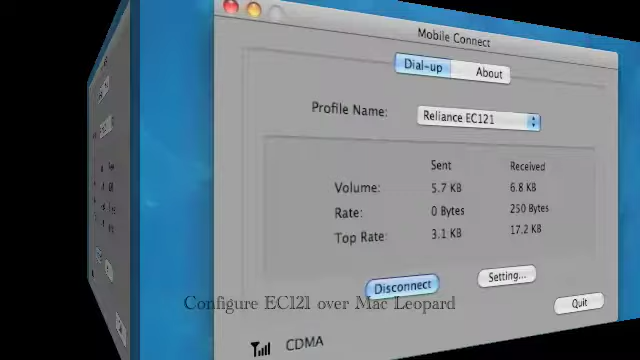 Mobile Connect
Dial-up About
Profile Name: Reliance EC121
Sent Received
Volume: 5.7 KB 6.8 KB
Rate: 0 Bytes 250 Bytes
Top Rate: 3.1 KB 17.2 KB
Disconnect Setting...
Configure EC121 over Mac Leopard
Quit
CDMA